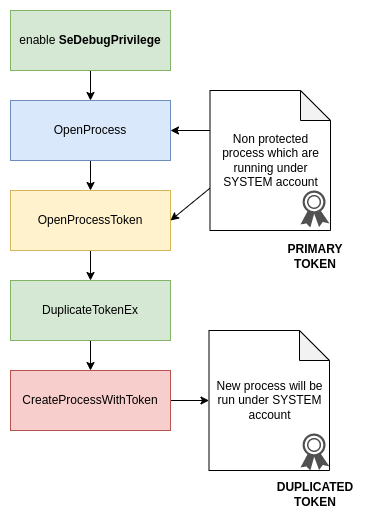 enable SeDebugPrivilege
OpenProcess
Non protected
process which are
running under
SYSTEM account
OpenProcessToken
PRIMARY
TOKEN
DuplicateTokenEx
CreateProcessWithToken
New process will be
run under SYSTEM
account
DUPLICATED
TOKEN